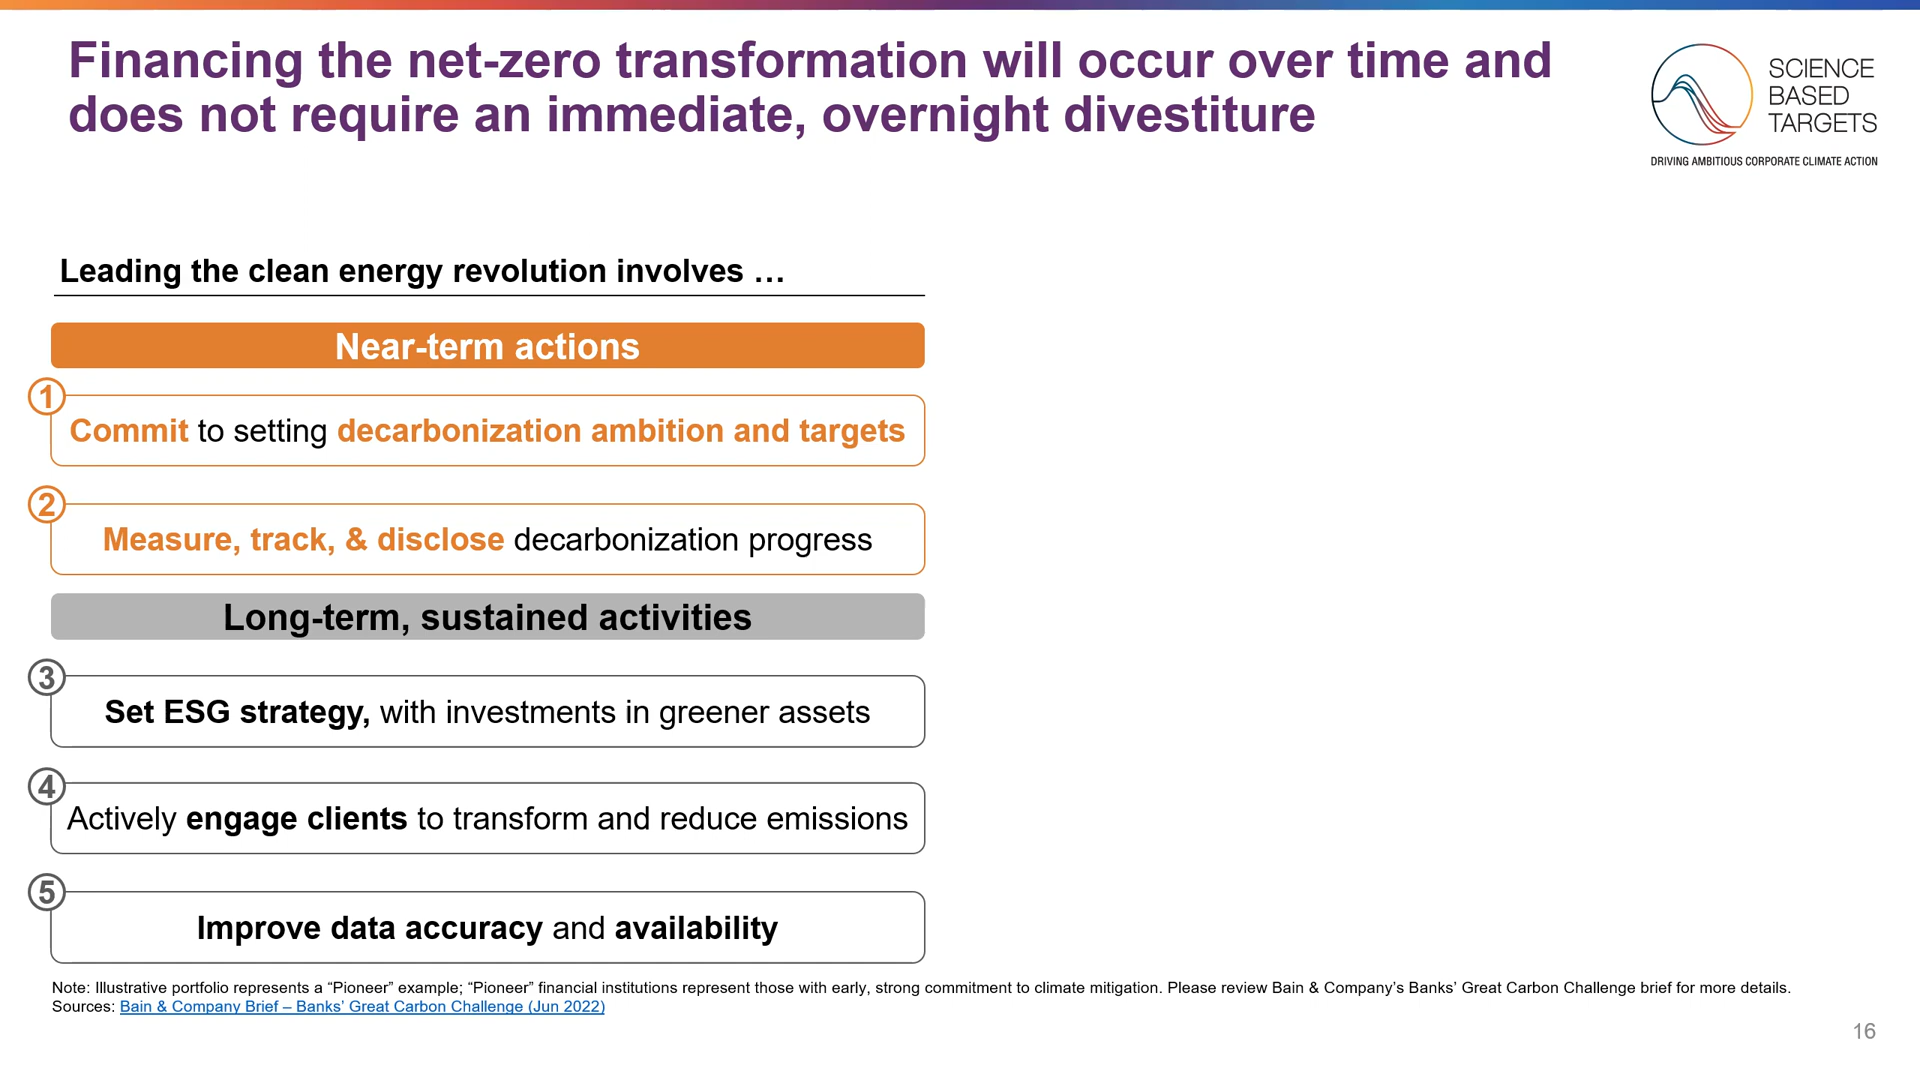 Financing the net-zero transformation will occur over time and
does not require an immediate, overnight divestiture
SCIENCE
BASED
TARGETS
DRIVING AMBITIOUS CORPORATE CLIMATE ACTION
Leading the clean energy revolution involves …
Near-term actions
1
Commit to setting decarbonization ambition and targets
2
Measure, track, & disclose decarbonization progress
Long-term, sustained activities
3
Set ESG strategy, with investments in greener assets
4
Actively engage clients to transform and reduce emissions
5
Improve data accuracy and availability
Note: Illustrative portfolio represents a “Pioneer” example; “Pioneer” financial institutions represent those with early, strong commitment to climate mitigation. Please review Bain & Company’s Banks’ Great Carbon Challenge brief for more details.
Sources: Bain & Company Brief – Banks’ Great Carbon Challenge (Jun 2022)
16